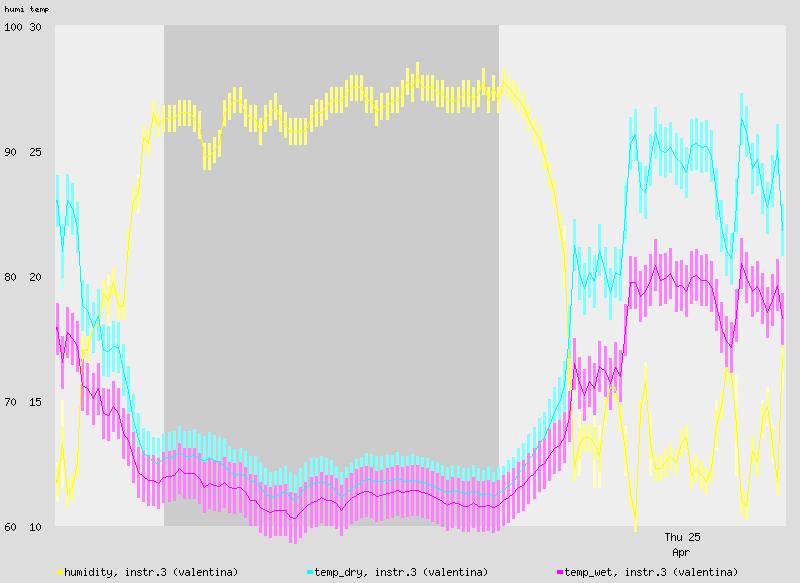 humi temp
100 30
90 25
80 20
70 15
60 10
Thu 25
Apr
humidity, instr.3 (valentina) temp_dry, instr.3 (valentina) temp_wet, instr.3 (valentina)